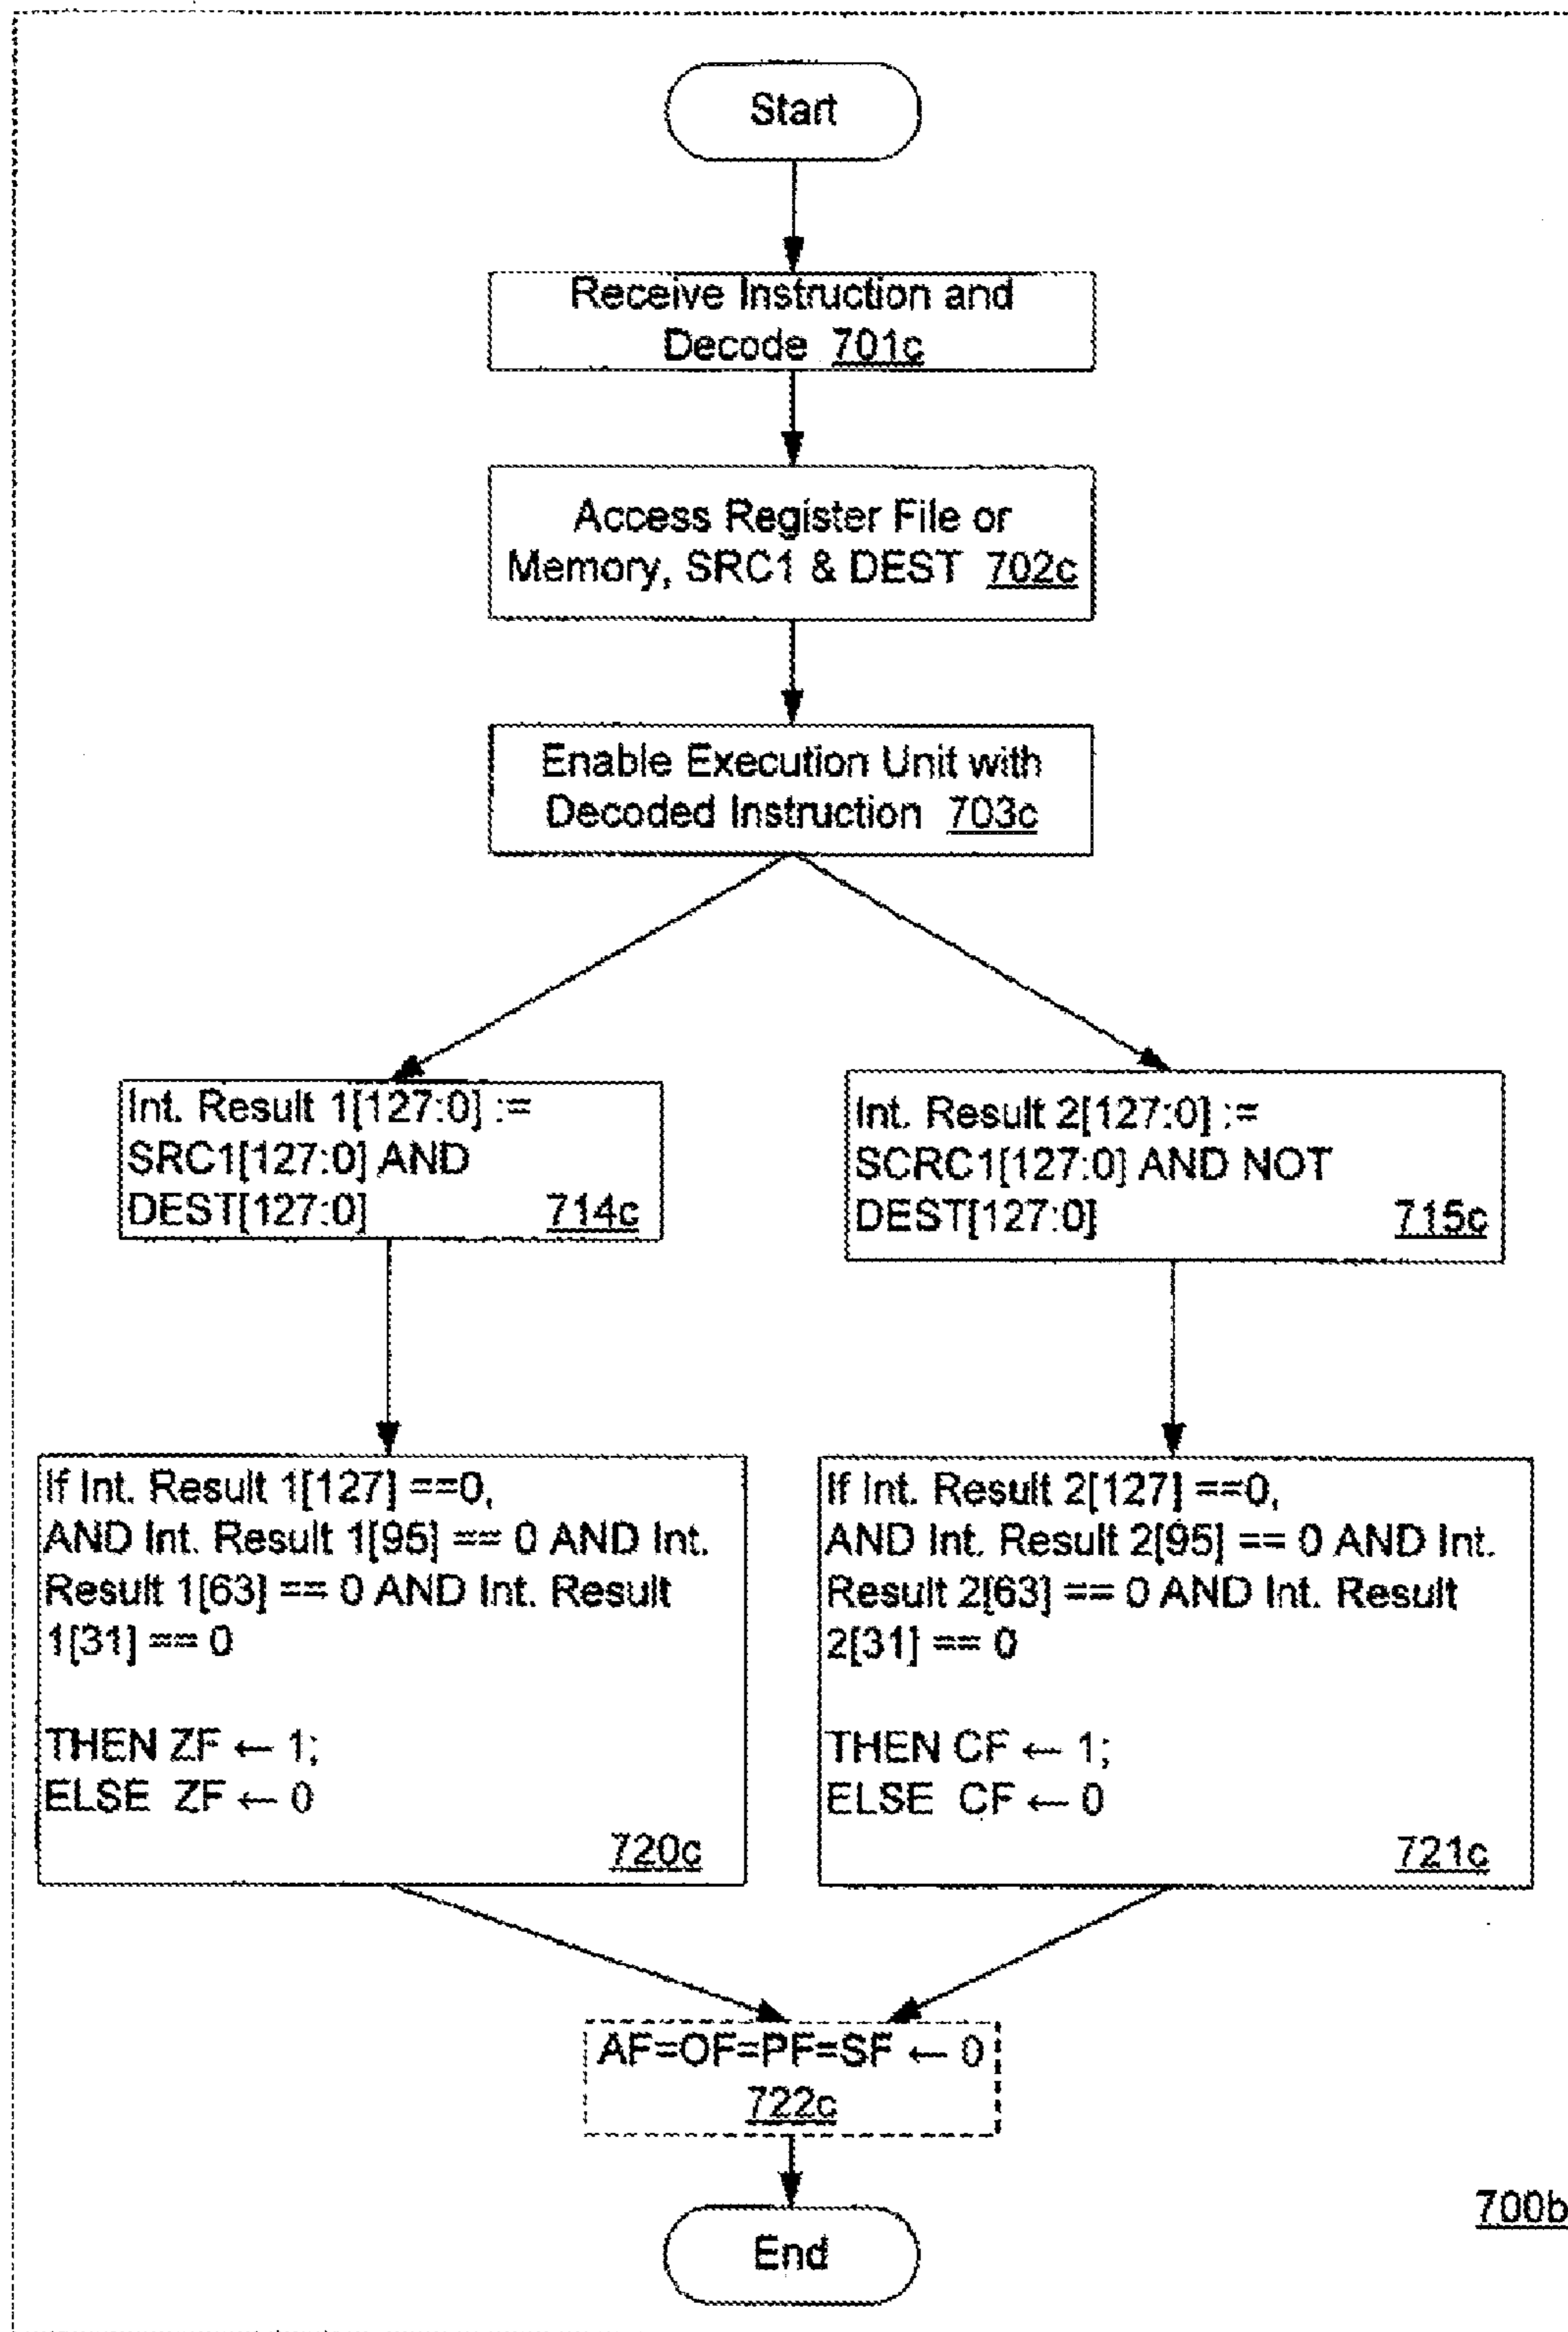 Start
Receive Instruction and
Decode 701c
Access Register File or
Memory, SRC1 & DEST 702c
Enable Execution Unit with
Decoded Instruction 703c
Int. Result 1[127:0] :=
SRC1[127:0] AND
DEST[127:0] 714c
Int. Result 2[127:0] :=
SCRC1[127:0] AND NOT
DEST[127:0] 715c
If Int. Result 1[127] ==0,
AND Int. Result 1[95] == 0 AND Int.
Result 1[63] == 0 AND Int. Result
1[31] == 0
THEN ZF ← 1;
ELSE ZF ← 0
720c
If Int. Result 2[127] ==0,
AND Int. Result 2[95] == 0 AND Int.
Result 2[63] == 0 AND Int. Result
2[31] == 0
THEN CF ← 1;
ELSE CF ← 0
721c
AF=OF=PF=SF ← 0
722c
End
700b